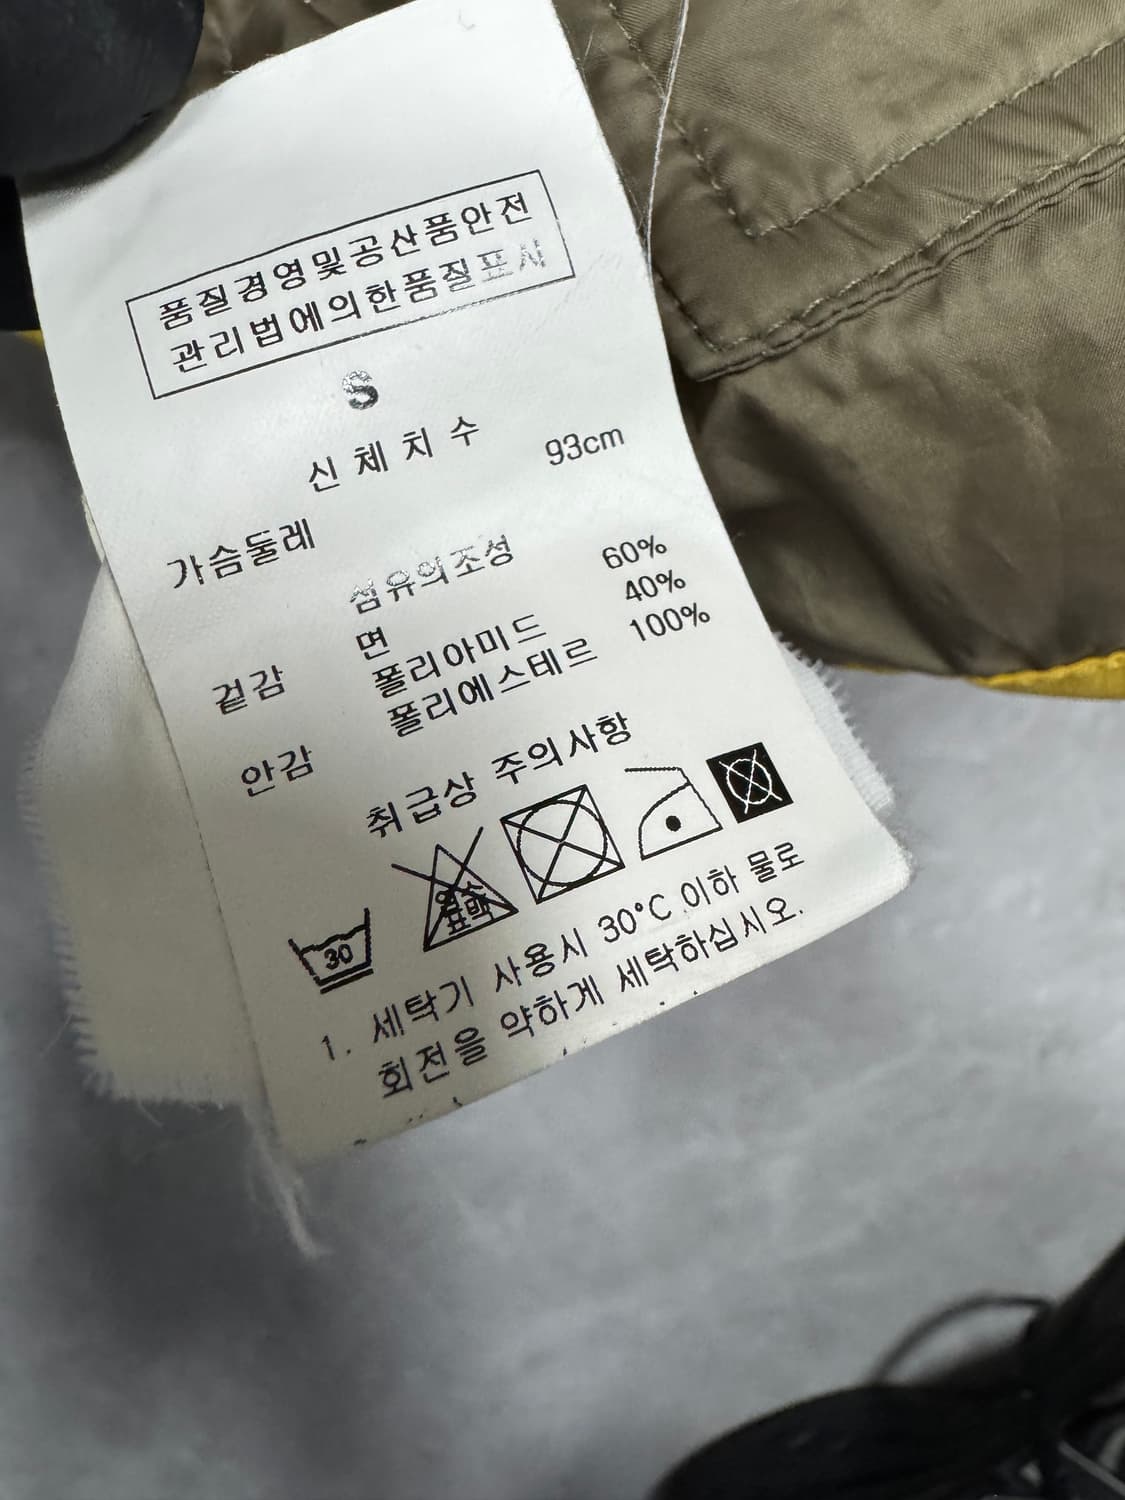 품질경영및공산품안전
관리법에의한품질표시
S
신체치수
가슴둘레 93cm
섬유의조성
겉감 면 60%
폴리아미드 40%
안감 폴리에스테르 100%
취급상 주의사항
30
염소
표백
1. 세탁기 사용시 30°C 이하 물로
회전을 약하게 세탁하십시오.